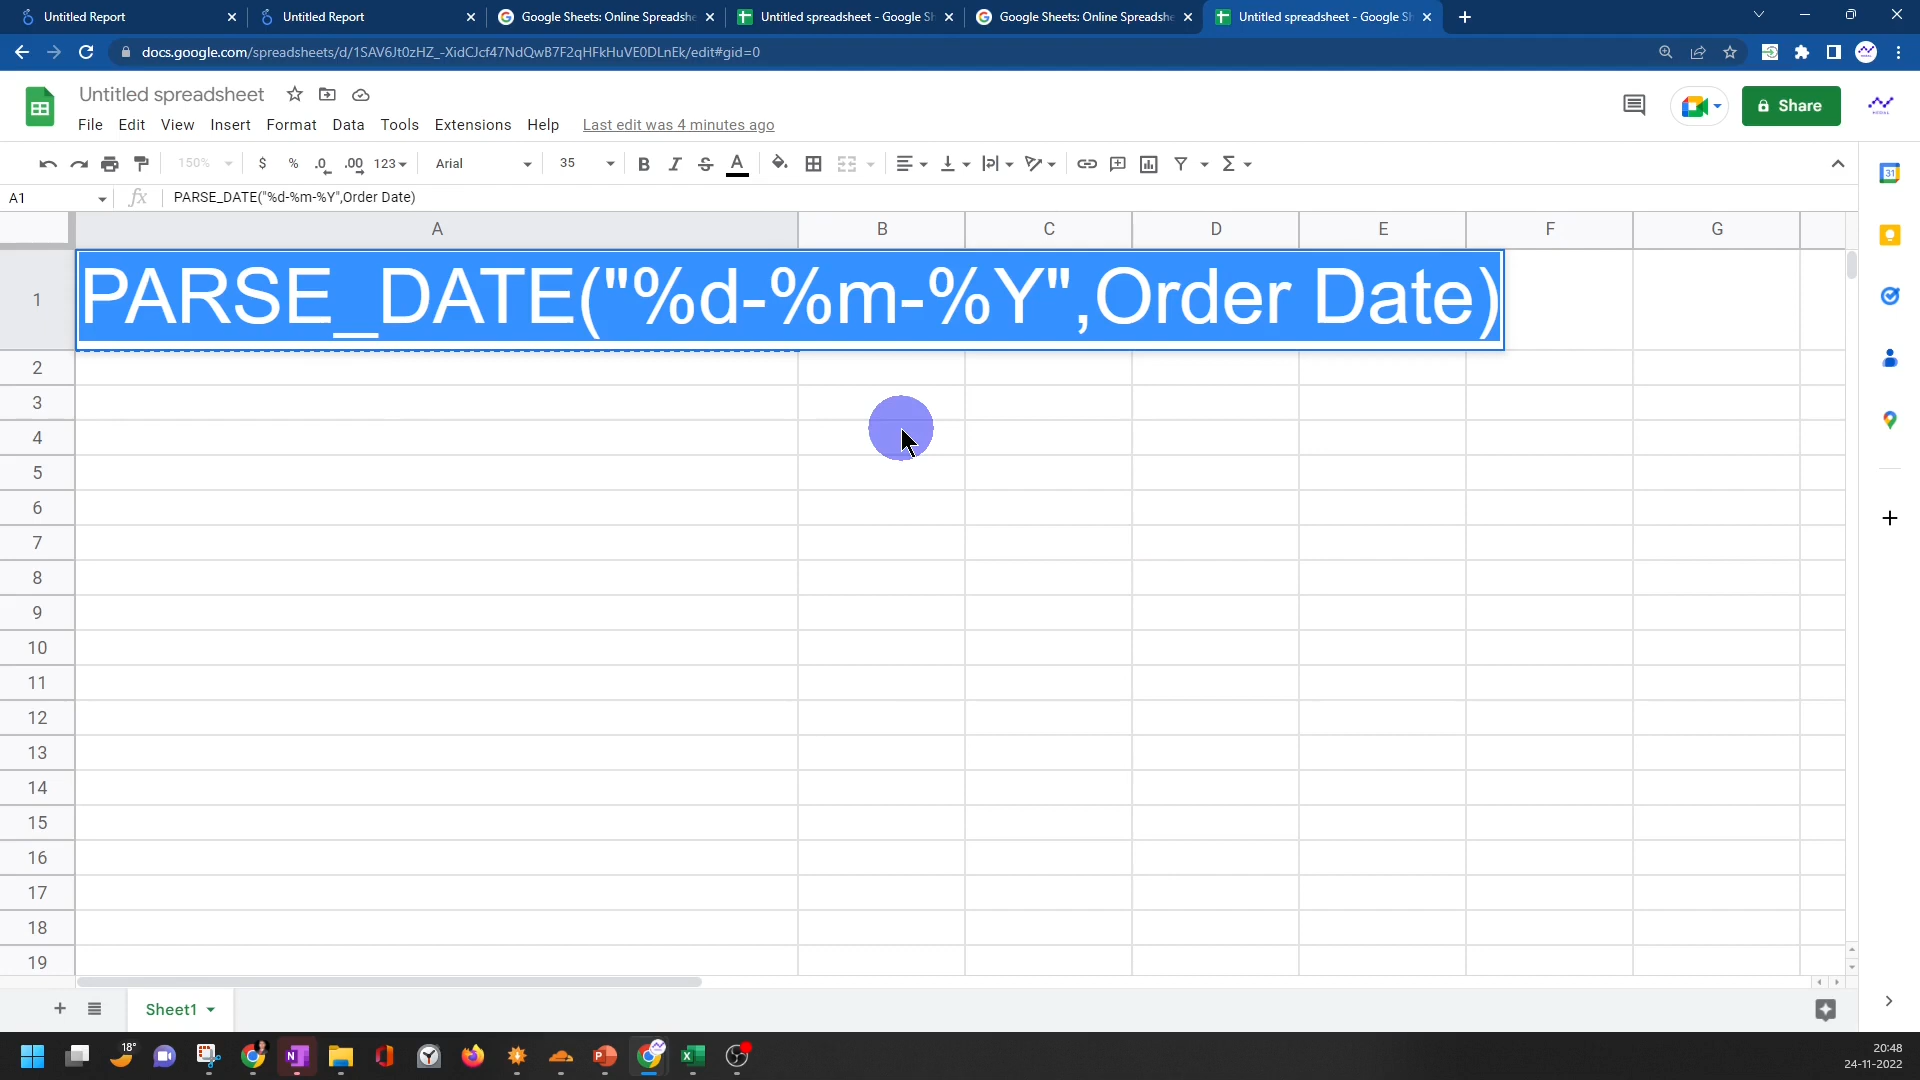 Untitled Report
Untitled Report
Google Sheets: Online Spreadshe
Untitled spreadsheet - Google Sh
Google Sheets: Online Spreadshe
Untitled spreadsheet - Google Sh
docs.google.com/spreadsheets/d/1SAV6Jt0zHZ_-XidCJcf47NdQwB7F2qHFkHuVE0DLnEk/edit#gid=0
Untitled spreadsheet
File Edit View Insert Format Data Tools Extensions Help Last edit was 4 minutes ago
Share
150% $ % .0 .00 123 Arial 35 B I S A
A1 fx PARSE_DATE("%d-%m-%Y",Order Date)
A B C D E F G
1 PARSE_DATE("%d-%m-%Y",Order Date)
2
3
4
5
6
7
8
9
10
11
12
13
14
15
16
17
18
19
Sheet1
31
18°
20:48
24-11-2022